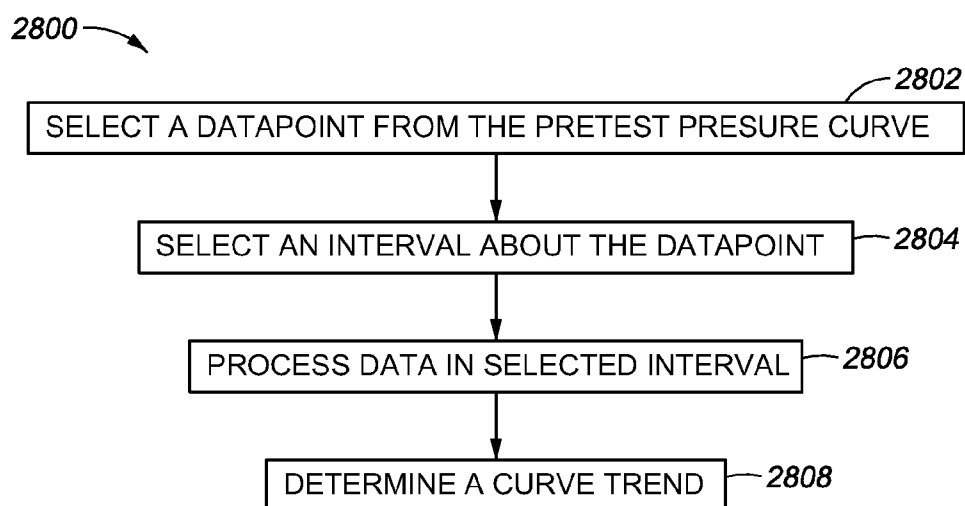 2800
2802
SELECT A DATAPOINT FROM THE PRETEST PRESURE CURVE
SELECT AN INTERVAL ABOUT THE DATAPOINT
2804
PROCESS DATA IN SELECTED INTERVAL
2806
DETERMINE A CURVE TREND
2808